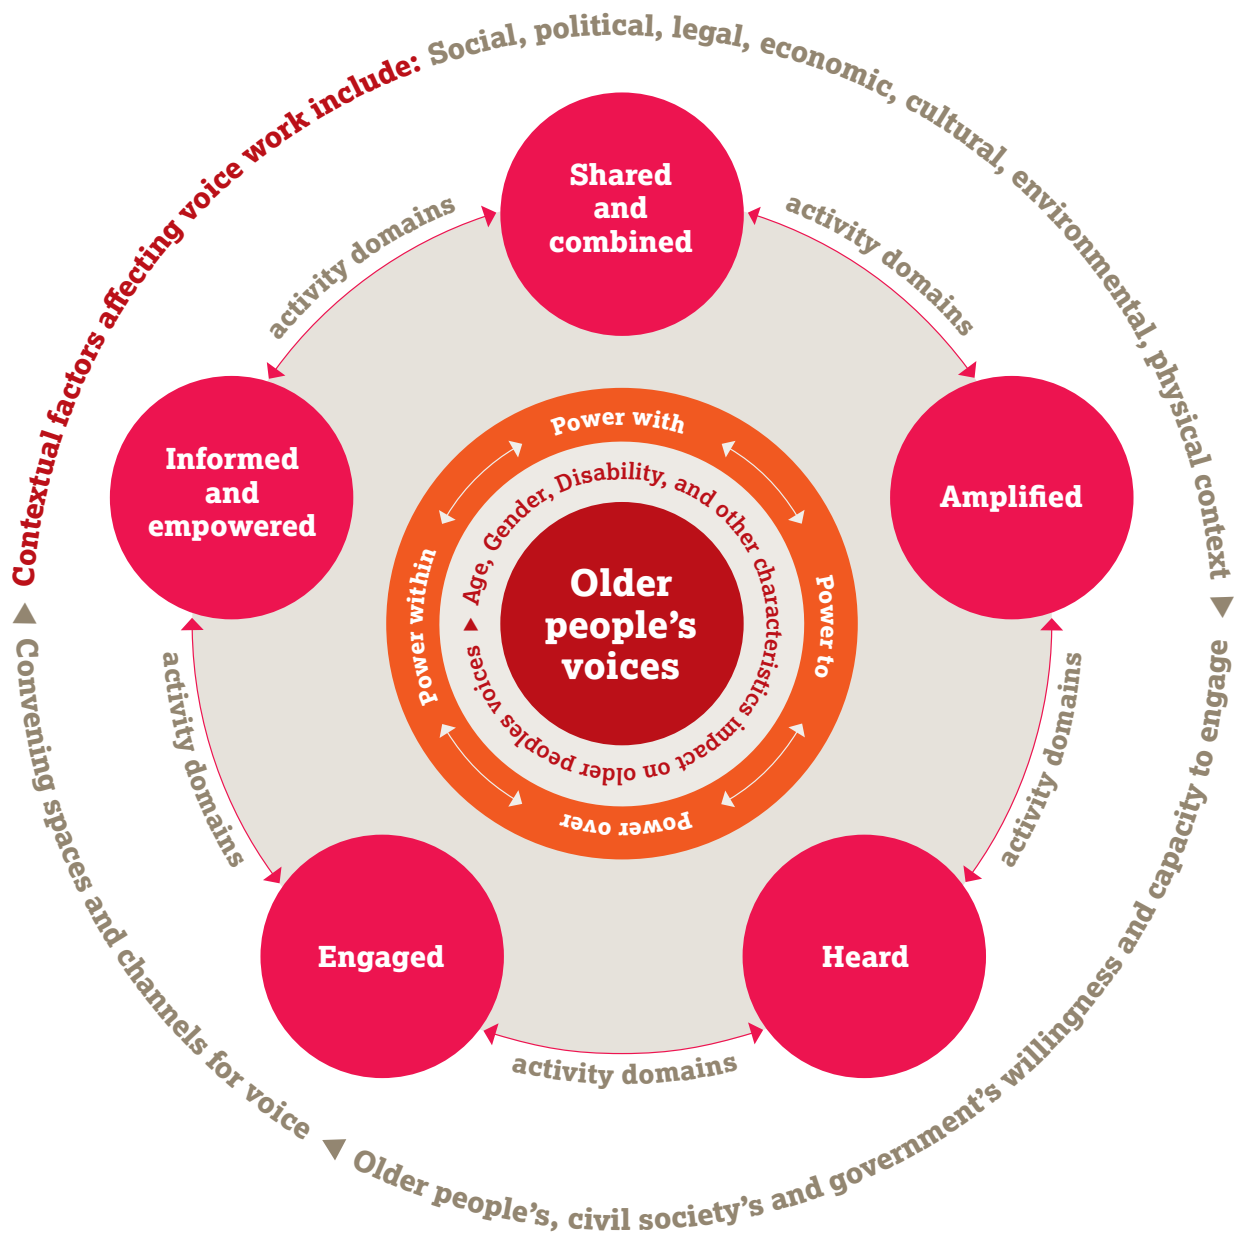 Contextual factors affecting voice work include: Social, political, legal, economic, cultural, environmental, physical context
Older people's, civil society's and government's willingness and capacity to engage
Convening spaces and channels for voice
Shared
and
combined
activity domains
Amplified
activity domains
Heard
activity domains
Engaged
activity domains
Informed
and
empowered
activity domains
Power with
Power to
Power over
Power within
Age, Gender, Disability, and other characteristics impact on older peoples voices
Older
people's
voices